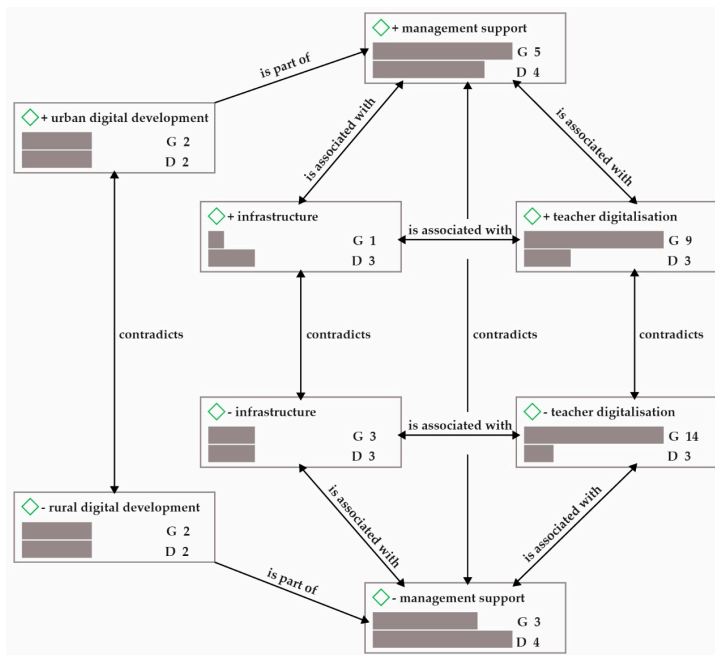 + management support
G 5
D 4
is part of
+ urban digital development
G 2
D 2
is associated with
is associated with
+ infrastructure
G 1
D 3
is associated with
+ teacher digitalisation
G 9
D 3
contradicts
contradicts
contradicts
contradicts
- infrastructure
G 3
D 3
is associated with
- teacher digitalisation
G 14
D 3
- rural digital development
G 2
D 2
is associated with
is associated with
is part of
- management support
G 3
D 4